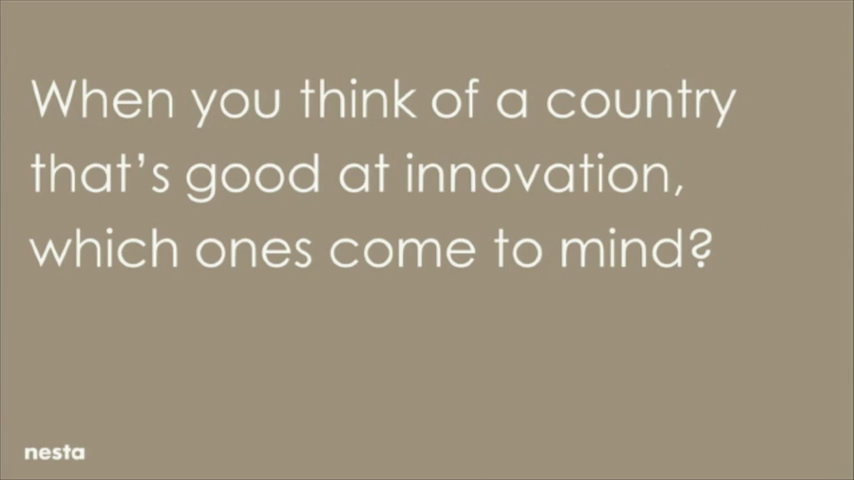 When you think of a country
that's good at innovation,
which ones come to mind?
nesta